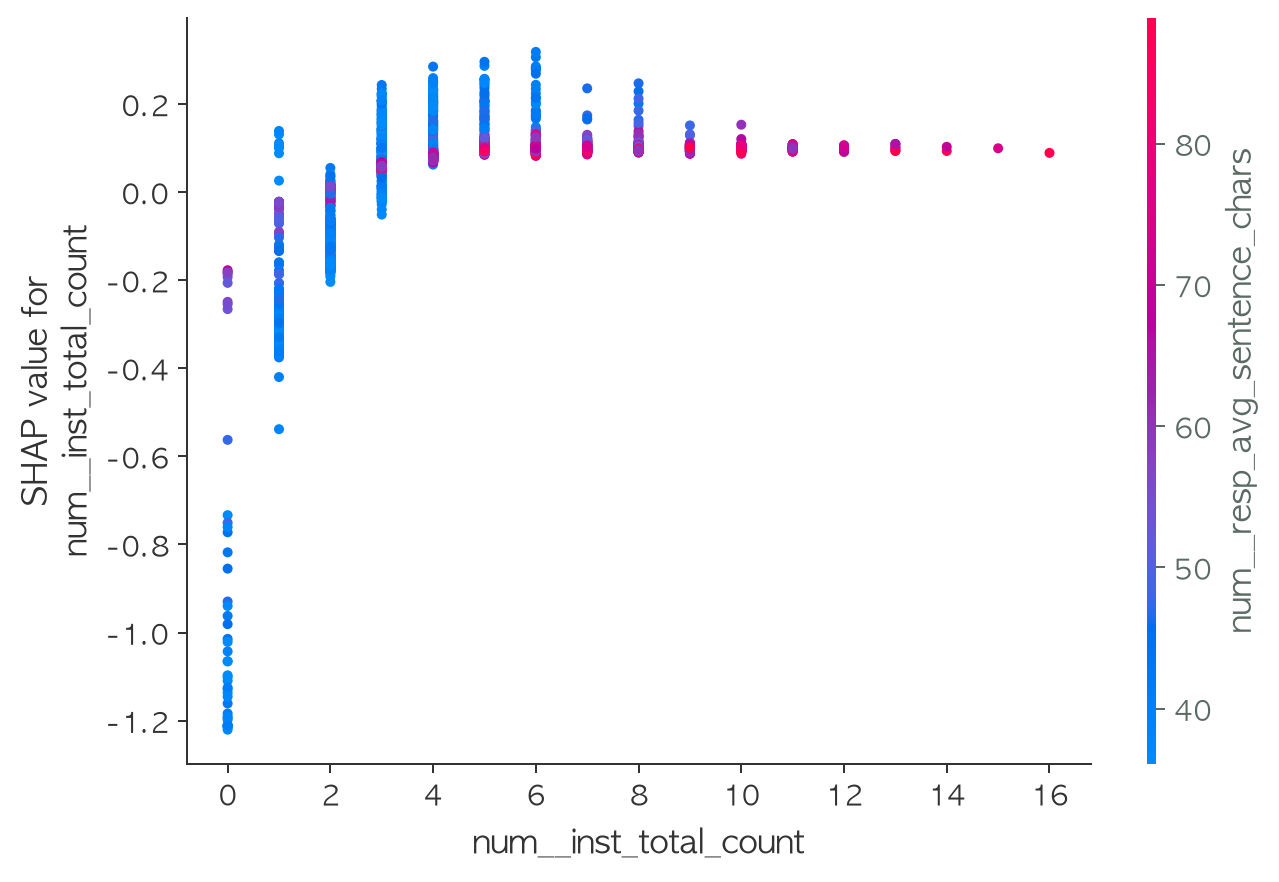 SHAP value for
num__inst_total_count
0.2
0.0
-0.2
-0.4
-0.6
-0.8
-1.0
-1.2
0 2 4 6 8 10 12 14 16
num__inst_total_count
80
70
60
50
40
num__resp_avg_sentence_chars